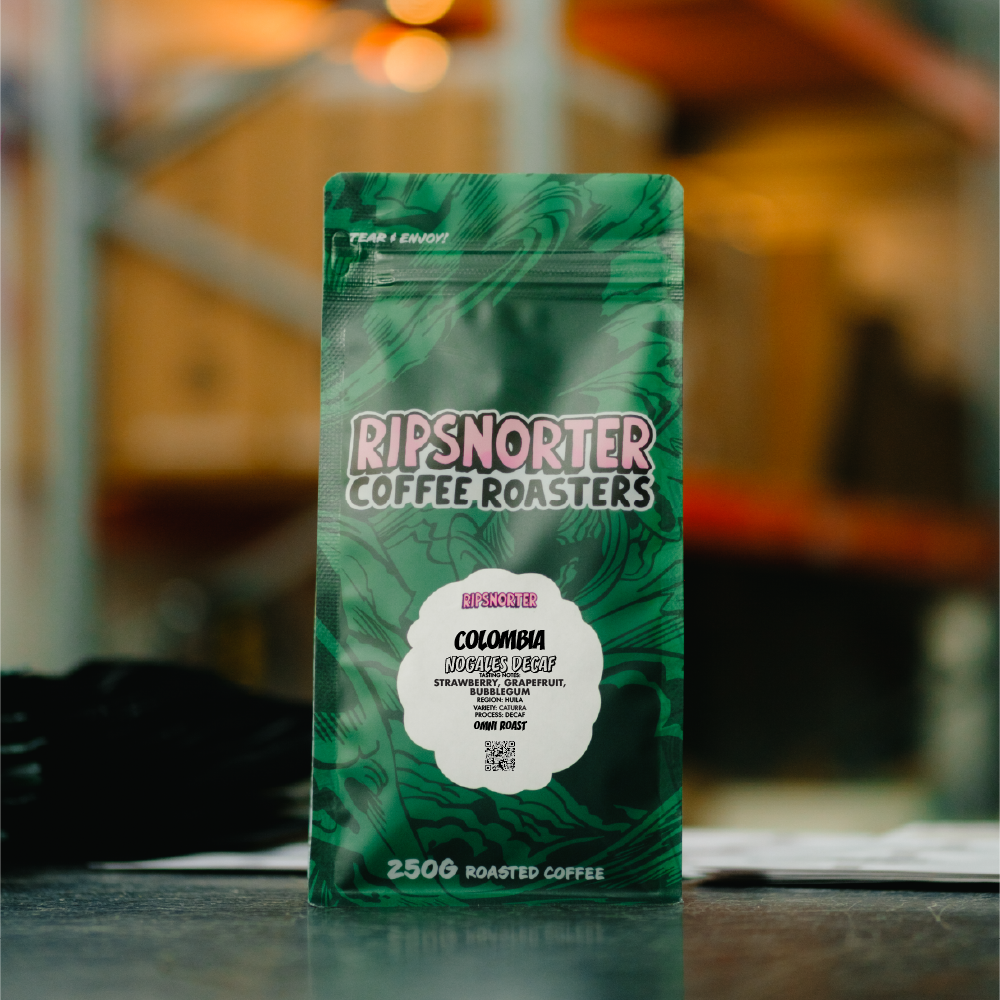 TEAR & ENJOY!
RIPSNORTER
COFFEE ROASTERS
RIPSNORTER
COLOMBIA
NOGALES DECAF
TASTING NOTES:
STRAWBERRY, GRAPEFRUIT,
BUBBLEGUM
REGION: HUILA
VARIETY: CATURRA
PROCESS: DECAF
OMNI ROAST
250G ROASTED COFFEE